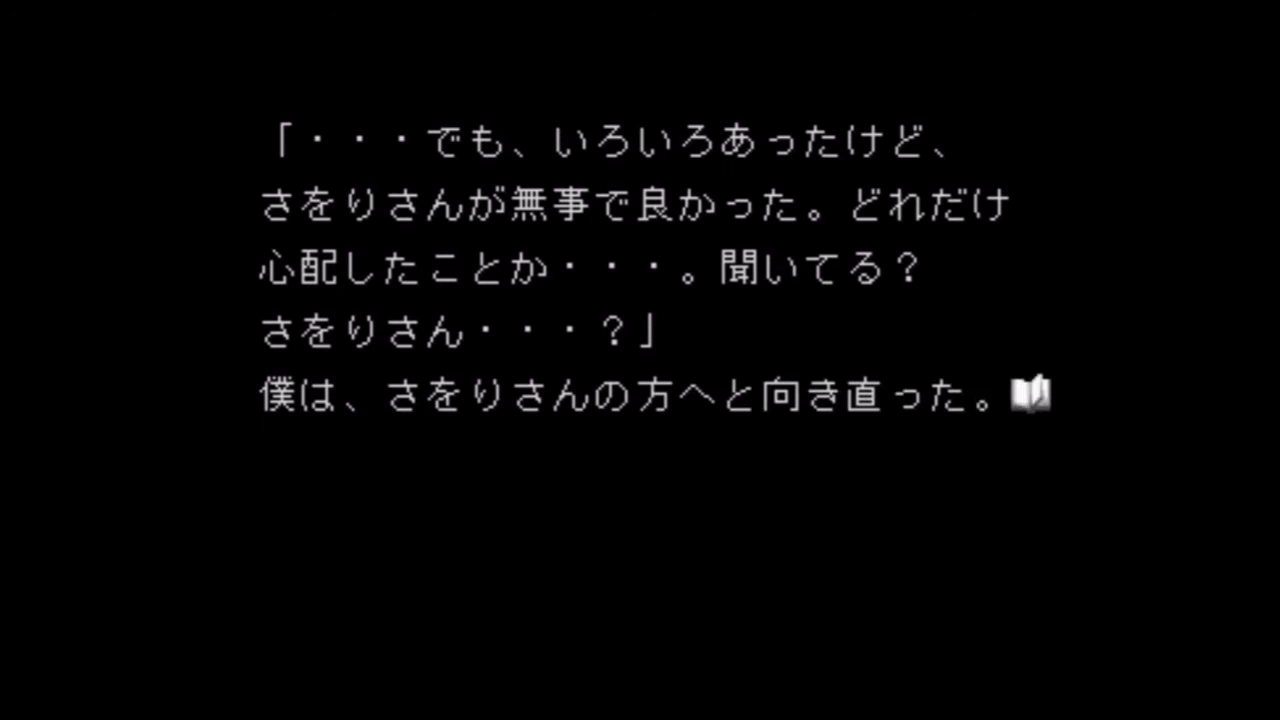 「・・・でも、いろいろあったけど、
さをりさんが無事で良かった。どれだけ
心配したことか・・・。聞いてる？
さをりさん・・・？」
僕は、さをりさんの方へと向き直った。